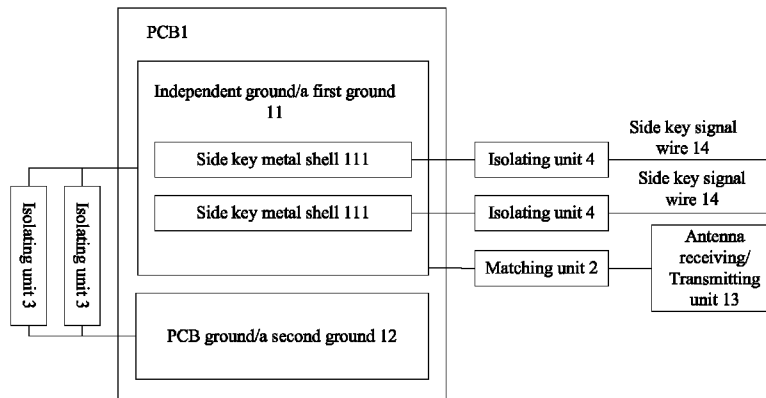 PCB1
Independent ground/a first ground
11
Side key metal shell 111
Side key metal shell 111
PCB ground/a second ground 12
Isolating unit 3
Isolating unit 3
Isolating unit 4
Isolating unit 4
Matching unit 2
Side key signal
wire 14
Side key signal
wire 14
Antenna
receiving/
Transmitting
unit 13